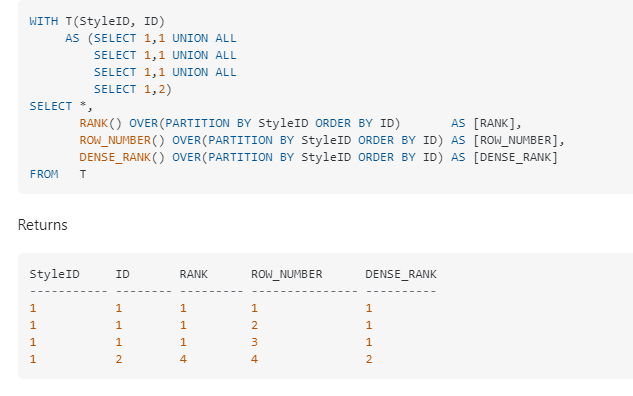 WITH T(StyleID, ID)
     AS (SELECT 1,1 UNION ALL
         SELECT 1,1 UNION ALL
         SELECT 1,1 UNION ALL
         SELECT 1,2)
SELECT *,
       RANK() OVER(PARTITION BY StyleID ORDER BY ID)       AS [RANK],
       ROW_NUMBER() OVER(PARTITION BY StyleID ORDER BY ID) AS [ROW_NUMBER],
       DENSE_RANK() OVER(PARTITION BY StyleID ORDER BY ID) AS [DENSE_RANK]
FROM   T
Returns
StyleID     ID       RANK      ROW_NUMBER      DENSE_RANK
----------- -------- --------- --------------- ----------
1           1        1         1               1
1           1        1         2               1
1           1        1         3               1
1           2        4         4               2